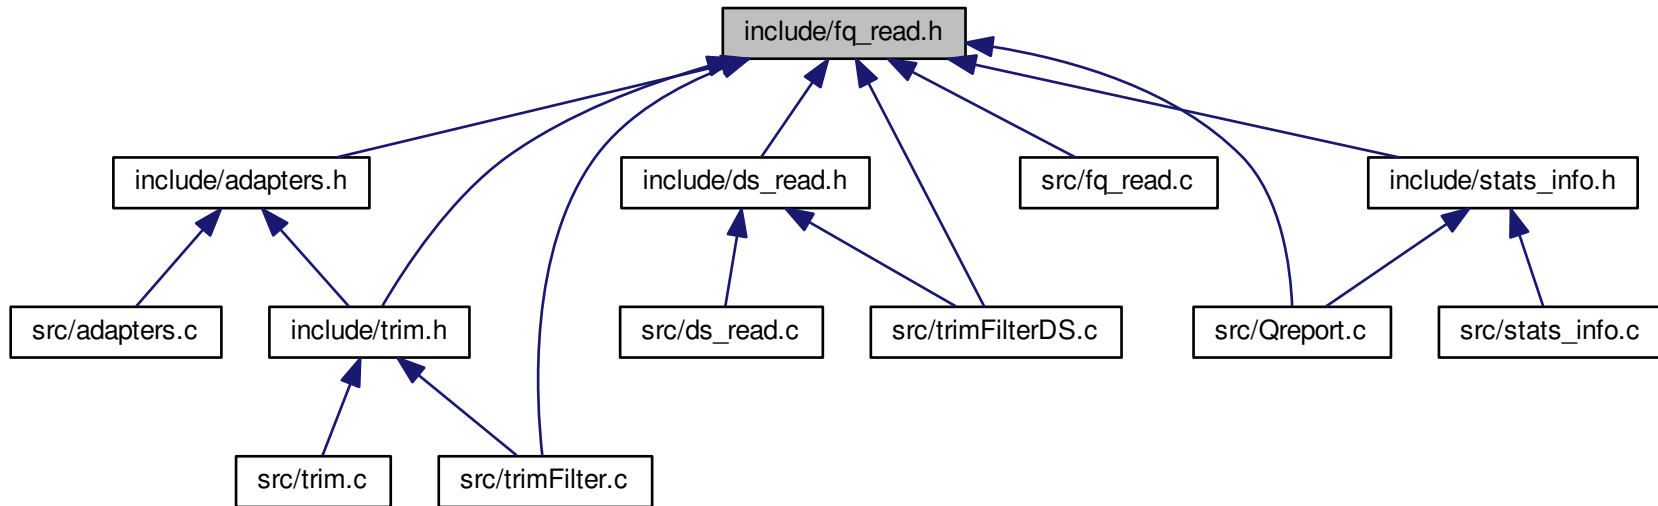 include/fq_read.h
include/adapters.h
include/ds_read.h
src/fq_read.c
include/stats_info.h
src/adapters.c
include/trim.h
src/ds_read.c
src/trimFilterDS.c
src/Qreport.c
src/stats_info.c
src/trim.c
src/trimFilter.c